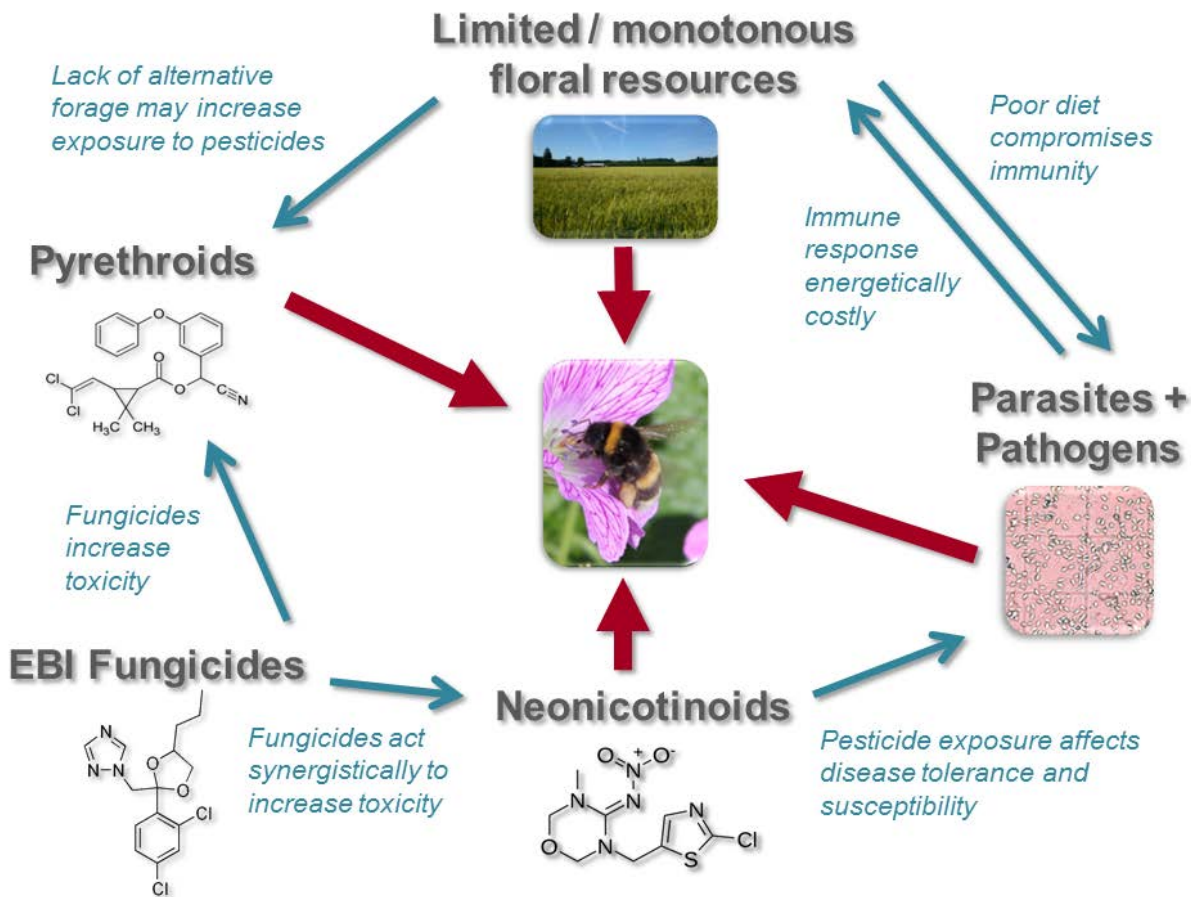 Limited / monotonous
floral resources
Lack of alternative
forage may increase
exposure to pesticides
Poor diet
compromises
immunity
Immune
response
energetically
costly
Pyrethroids
O
O
O
Cl
Cl
N
H₃C
CH₃
Parasites +
Pathogens
Fungicides
increase
toxicity
EBI Fungicides
N
N
N
O
O
Cl
Cl
Fungicides act
synergistically to
increase toxicity
Neonicotinoids
O
N
+
O-
N
N
N
O
N
S
Cl
Pesticide exposure affects
disease tolerance and
susceptibility